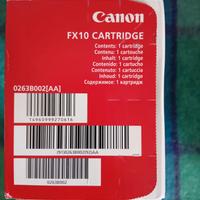 Canon
FX10 CARTRIDGE
Contents: 1 cartridge
Contenu: 1 cartouche
Inhalt: 1 cartridge
Contenido: 1 cartucho
Contenuto: 1 cartuccia
Inhoud: 1 cartridge
Содержимое: 1 картридж
0263B002[AA]
14960999270616
0263B002